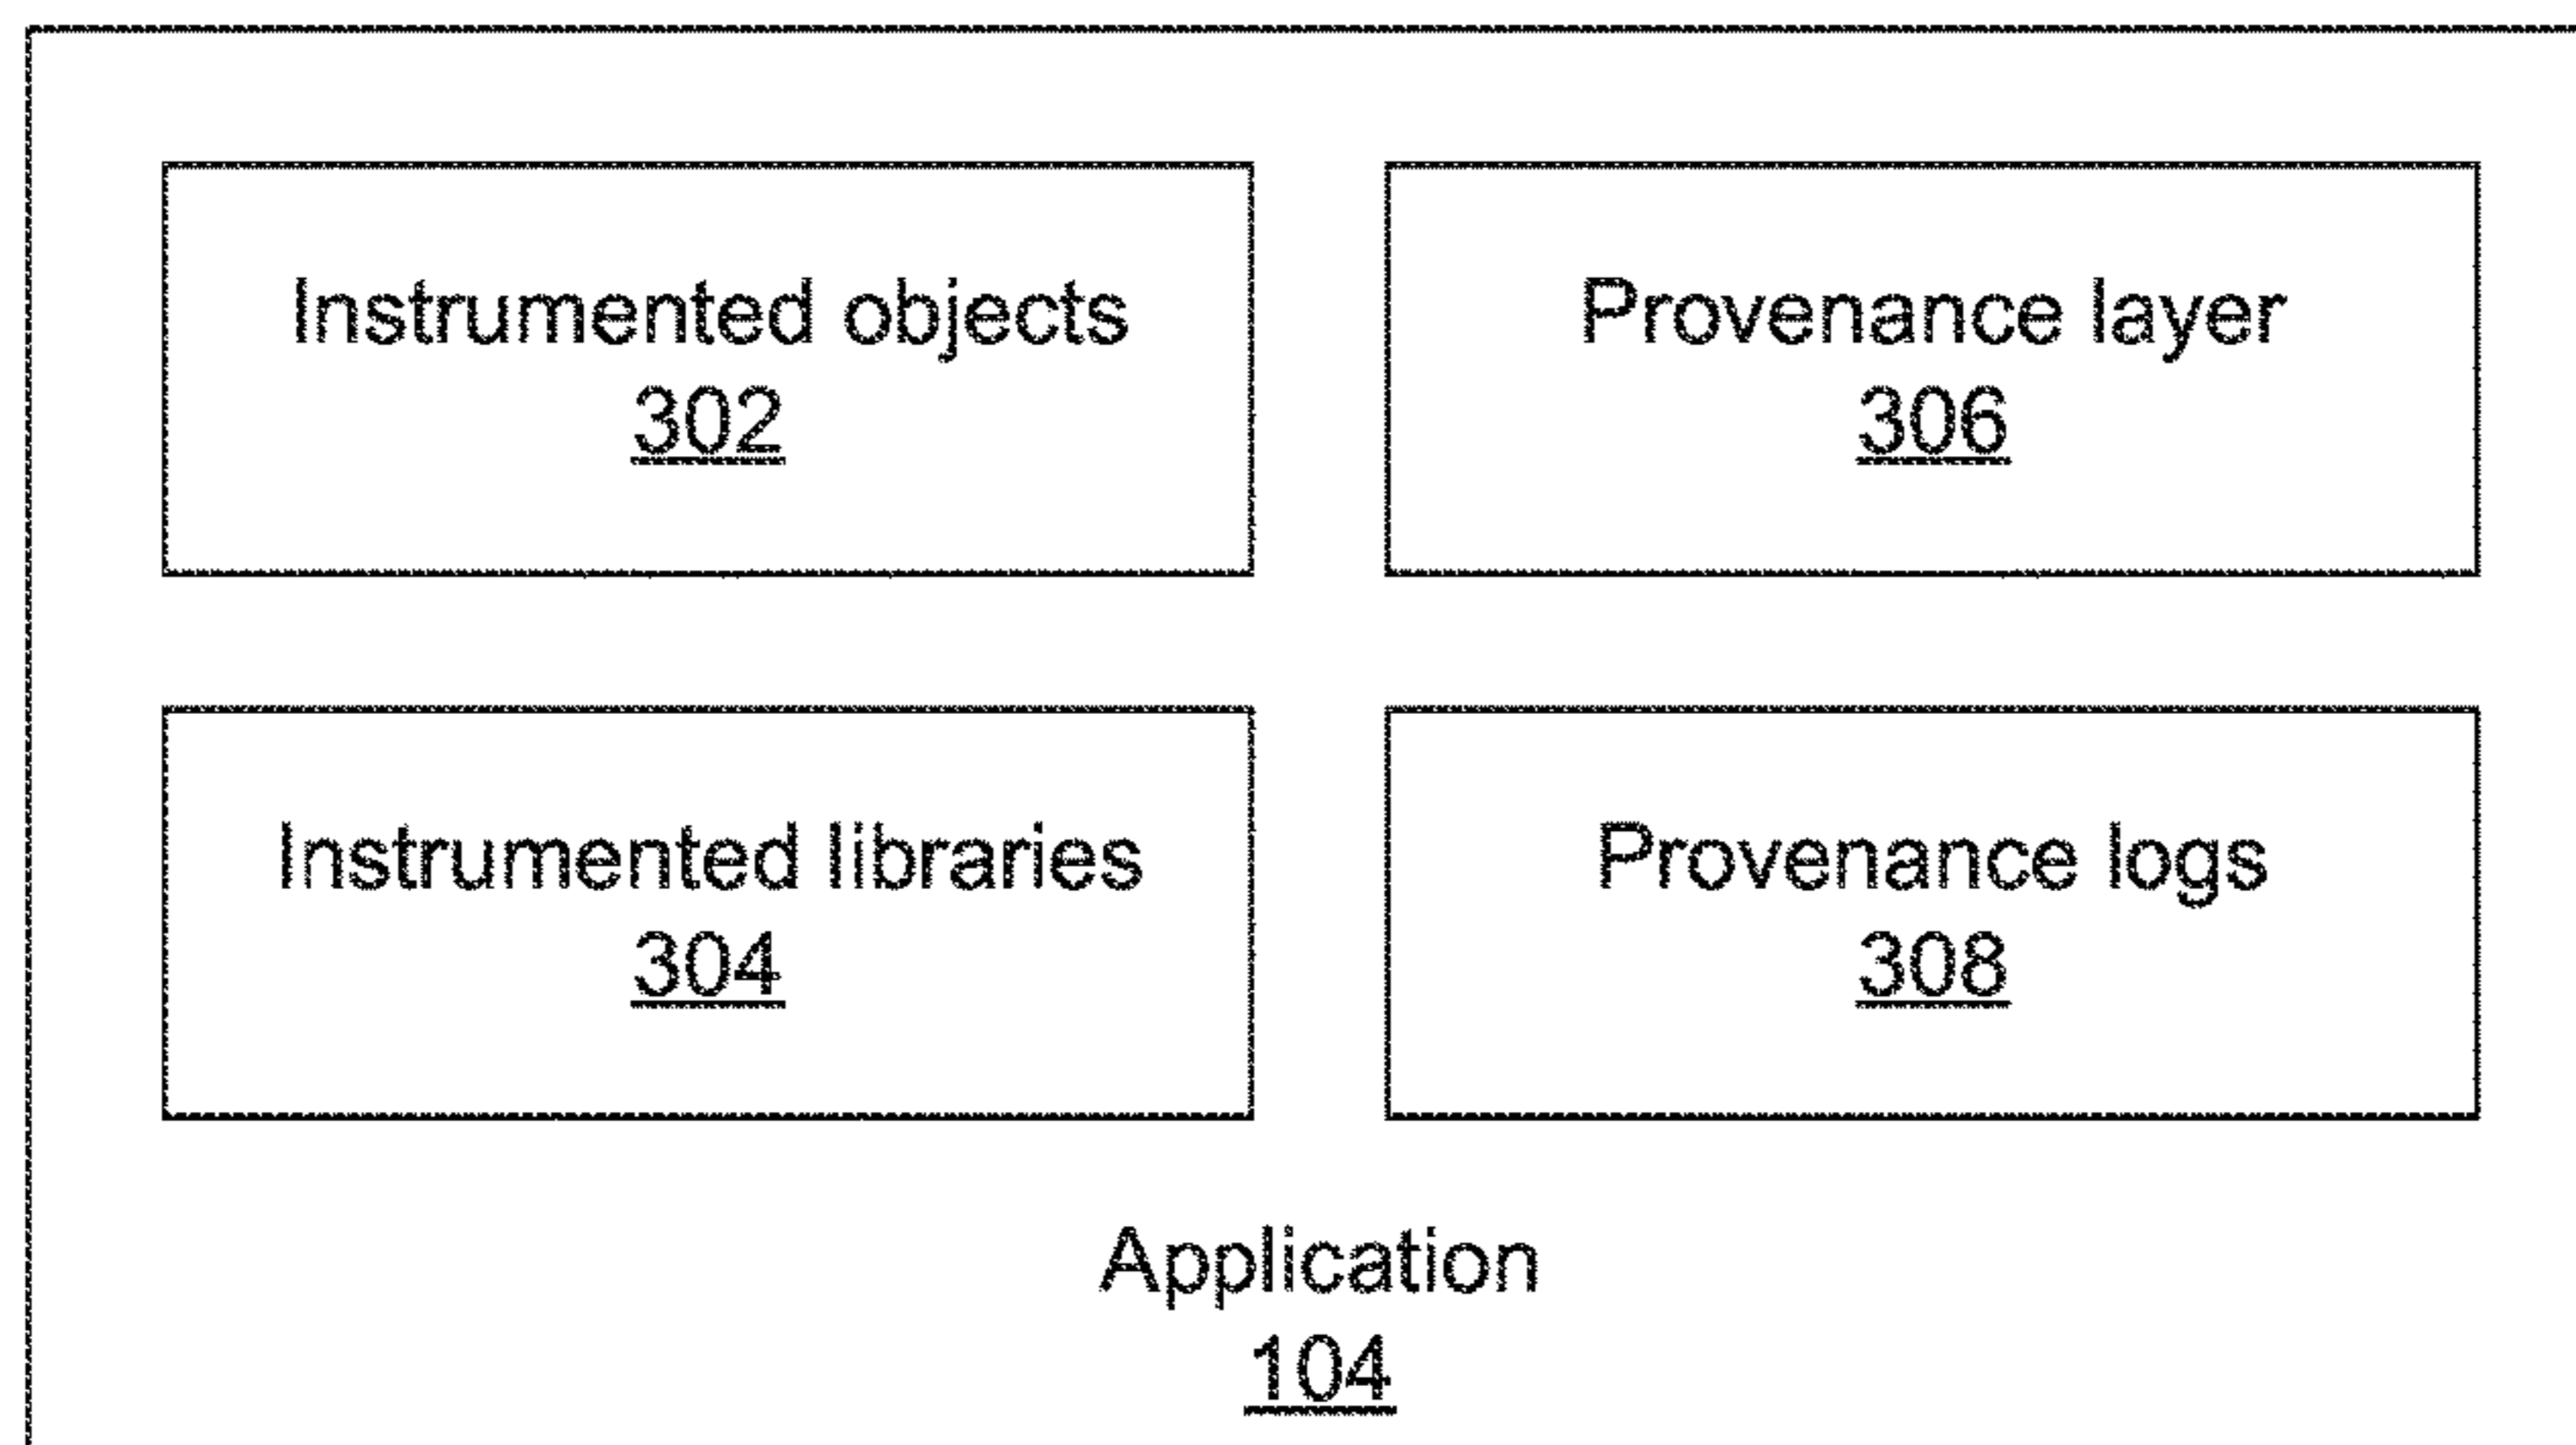 Instrumented objects
302
Provenance layer
306
Instrumented libraries
304
Provenance logs
308
Application
104